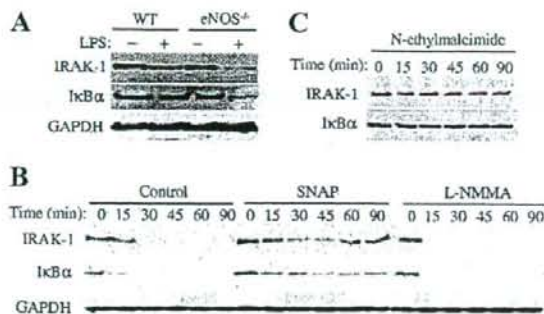 A
WT eNOS-/-
LPS: − + − +
IRAK-1
IκBα
GAPDH
C
N-ethylmalcimide
Time (min): 0 15 30 45 60 90
IRAK-1
IκBα
B
Control SNAP L-NMMA
Time (min): 0 15 30 45 60 90 0 15 30 45 60 90 0 15 30 45 60 90
IRAK-1
IκBα
GAPDH